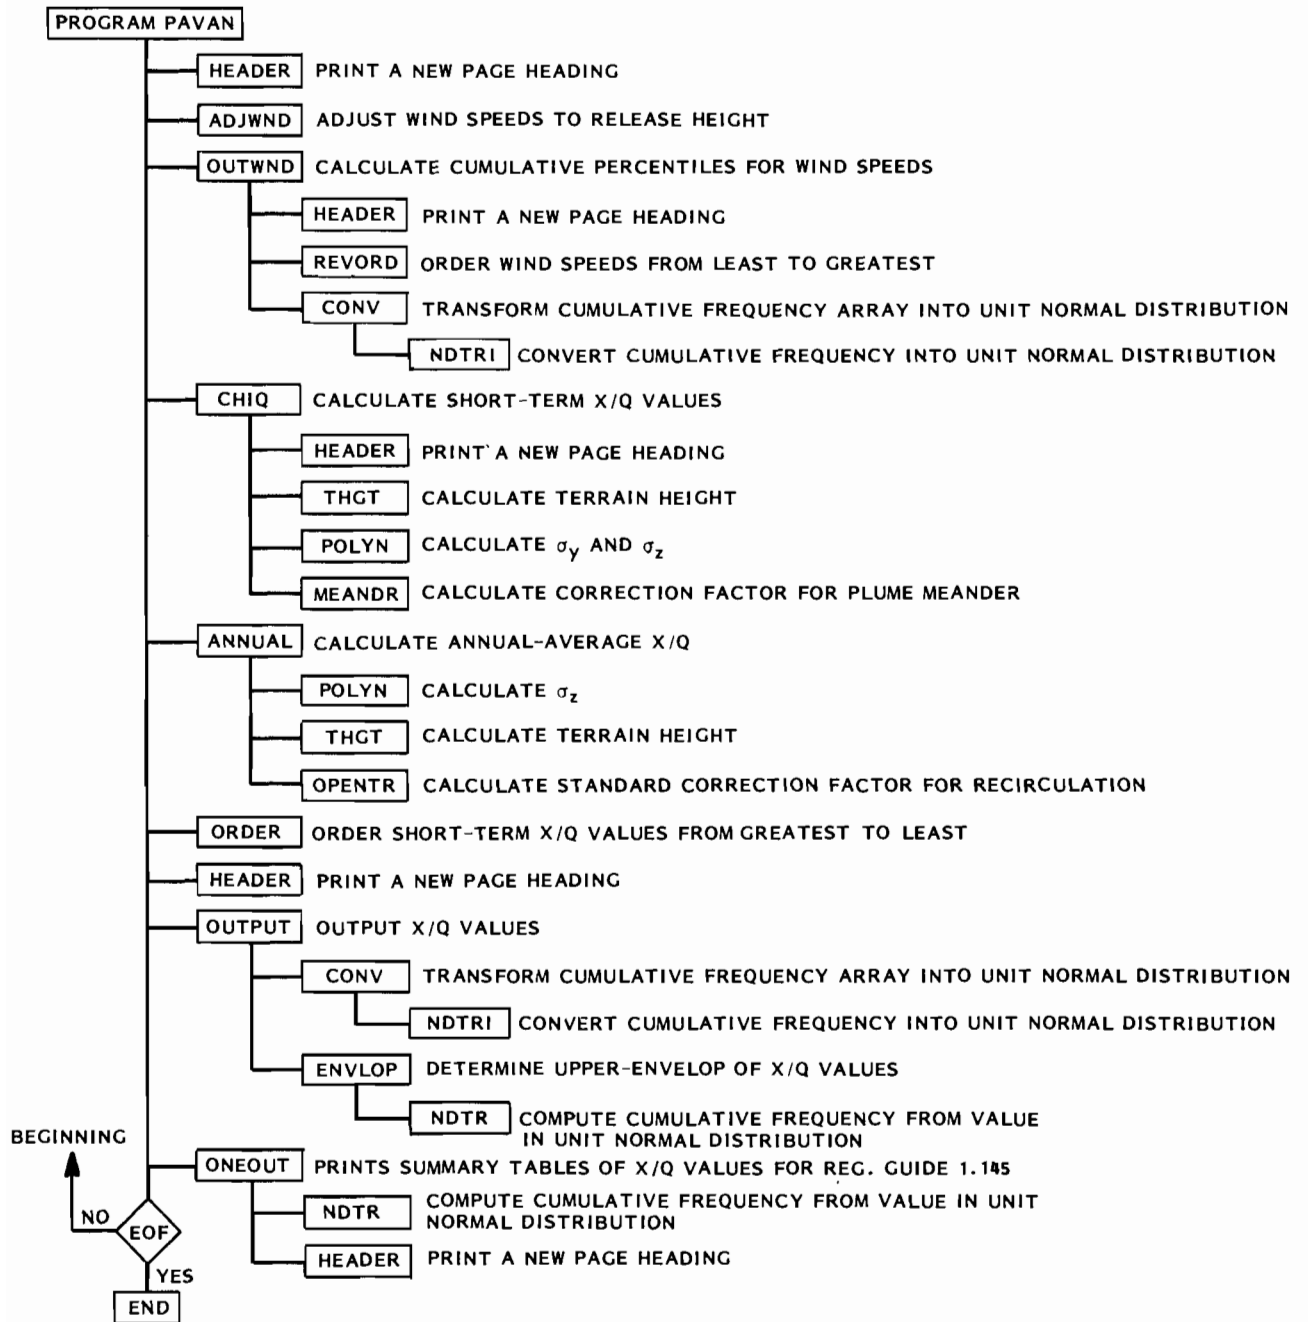 PROGRAM PAVAN
HEADER PRINT A NEW PAGE HEADING
ADJWND ADJUST WIND SPEEDS TO RELEASE HEIGHT
OUTWND CALCULATE CUMULATIVE PERCENTILES FOR WIND SPEEDS
HEADER PRINT A NEW PAGE HEADING
REVORD ORDER WIND SPEEDS FROM LEAST TO GREATEST
CONV TRANSFORM CUMULATIVE FREQUENCY ARRAY INTO UNIT NORMAL DISTRIBUTION
NDTRI CONVERT CUMULATIVE FREQUENCY INTO UNIT NORMAL DISTRIBUTION
CHIQ CALCULATE SHORT-TERM X/Q VALUES
HEADER PRINT A NEW PAGE HEADING
THGT CALCULATE TERRAIN HEIGHT
POLYN CALCULATE σy AND σz
MEANDR CALCULATE CORRECTION FACTOR FOR PLUME MEANDER
ANNUAL CALCULATE ANNUAL-AVERAGE X/Q
POLYN CALCULATE σz
THGT CALCULATE TERRAIN HEIGHT
OPENTR CALCULATE STANDARD CORRECTION FACTOR FOR RECIRCULATION
ORDER ORDER SHORT-TERM X/Q VALUES FROM GREATEST TO LEAST
HEADER PRINT A NEW PAGE HEADING
OUTPUT OUTPUT X/Q VALUES
CONV TRANSFORM CUMULATIVE FREQUENCY ARRAY INTO UNIT NORMAL DISTRIBUTION
NDTRI CONVERT CUMULATIVE FREQUENCY INTO UNIT NORMAL DISTRIBUTION
ENVLOP DETERMINE UPPER-ENVELOP OF X/Q VALUES
NDTR COMPUTE CUMULATIVE FREQUENCY FROM VALUE
IN UNIT NORMAL DISTRIBUTION
BEGINNING
ONEOUT PRINTS SUMMARY TABLES OF X/Q VALUES FOR REG. GUIDE 1.145
NDTR COMPUTE CUMULATIVE FREQUENCY FROM VALUE IN UNIT
NORMAL DISTRIBUTION
NO
EOF
HEADER PRINT A NEW PAGE HEADING
YES
END